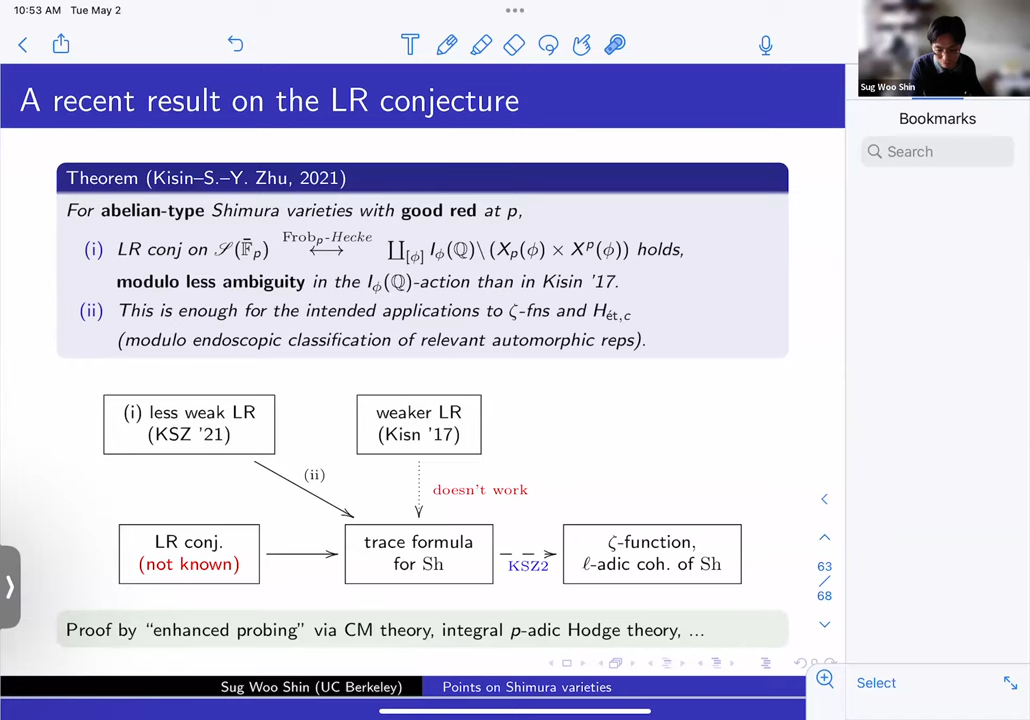 10:53 AM Tue May 2
Sug Woo Shin
Bookmarks
Search
A recent result on the LR conjecture
Theorem (Kisin–S.–Y. Zhu, 2021)
For abelian-type Shimura varieties with good red at p,
(i) LR conj on 𝒮(F̄_p) ⟷^{Frob_p-Hecke} ∐_{[ϕ]} I_ϕ(ℚ)\(X_p(ϕ) × X^p(ϕ)) holds,
modulo less ambiguity in the I_ϕ(ℚ)-action than in Kisin '17.
(ii) This is enough for the intended applications to ζ-fns and H_{ét,c}
(modulo endoscopic classification of relevant automorphic reps).
(i) less weak LR
(KSZ '21)
weaker LR
(Kisn '17)
(ii)
doesn't work
LR conj.
(not known)
trace formula
for Sh
KSZ2
ζ-function,
ℓ-adic coh. of Sh
63
/
68
Proof by “enhanced probing” via CM theory, integral p-adic Hodge theory, ...
Sug Woo Shin (UC Berkeley)
Points on Shimura varieties
Select